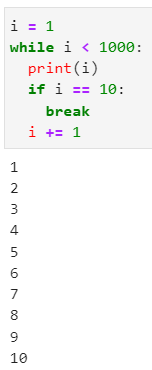 i = 1
while i < 1000:
  print(i)
  if i == 10:
    break
  i += 1
1
2
3
4
5
6
7
8
9
10